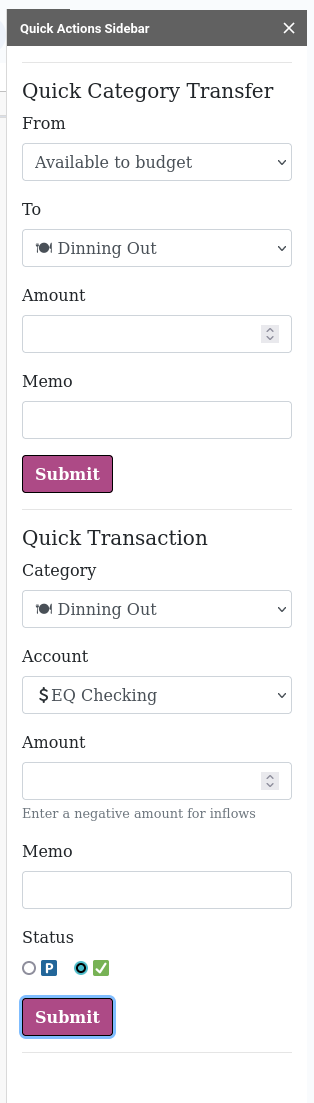 Quick Actions Sidebar
Quick Category Transfer
From
Available to budget
To
🍽 Dinning Out
Amount
Memo
Submit
Quick Transaction
Category
🍽 Dinning Out
Account
$EQ Checking
Amount
Enter a negative amount for inflows
Memo
Status
🅿 ✅
Submit